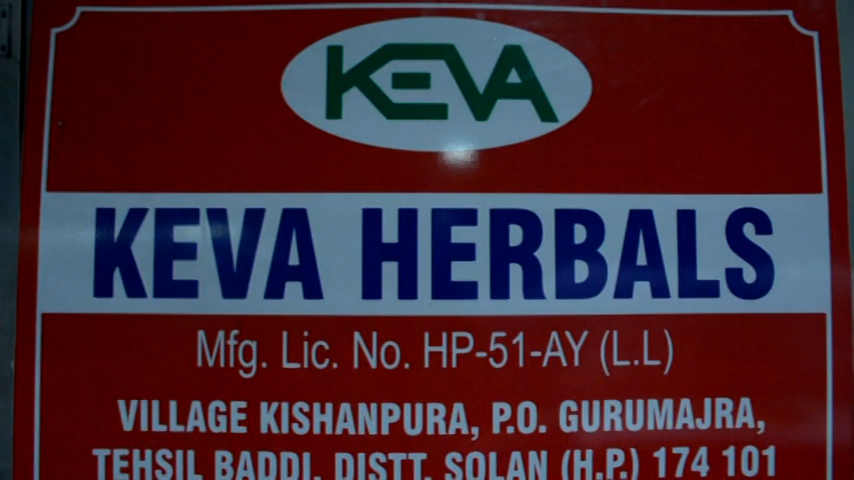 KEVA
KEVA HERBALS
Mfg. Lic. No. HP-51-AY (L.L)
VILLAGE KISHANPURA, P.O. GURUMAJRA,
TEHSIL BADDI, DISTT. SOLAN (H.P.) 174 101